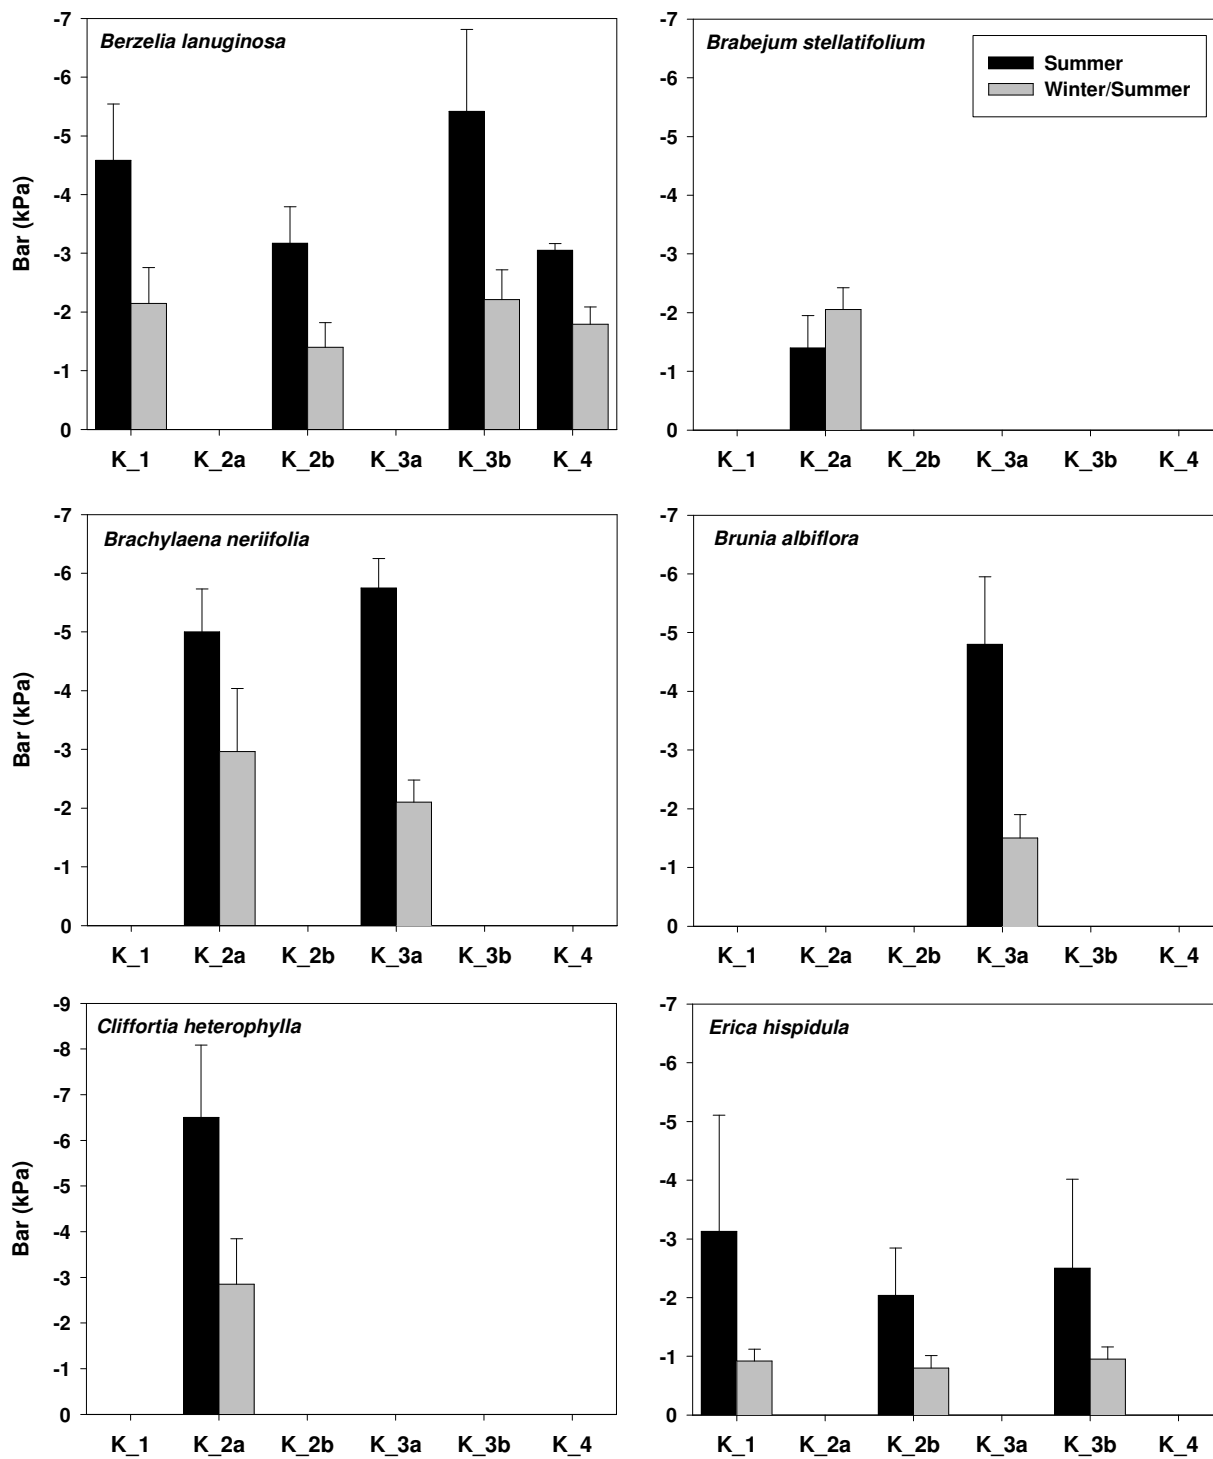 Berzelia lanuginosa
Bar (kPa)
-7
-6
-5
-4
-3
-2
-1
0
K_1 K_2a K_2b K_3a K_3b K_4
Brabejum stellatifolium
Summer
Winter/Summer
-7
-6
-5
-4
-3
-2
-1
0
K_1 K_2a K_2b K_3a K_3b K_4
Brachylaena neriifolia
Bar (kPa)
-7
-6
-5
-4
-3
-2
-1
0
K_1 K_2a K_2b K_3a K_3b K_4
Brunia albiflora
-7
-6
-5
-4
-3
-2
-1
0
K_1 K_2a K_2b K_3a K_3b K_4
Cliffortia heterophylla
Bar (kPa)
-9
-8
-7
-6
-5
-4
-3
-2
-1
0
K_1 K_2a K_2b K_3a K_3b K_4
Erica hispidula
-7
-6
-5
-4
-3
-2
-1
0
K_1 K_2a K_2b K_3a K_3b K_4